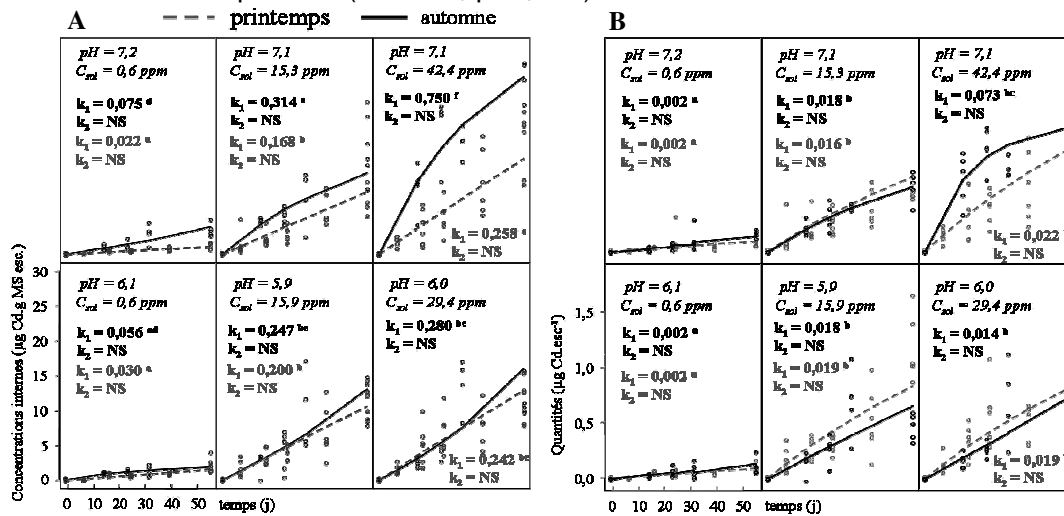 A
B
printemps automne
pH = 7,2
C_sol = 0,6 ppm
k₁ = 0,075 ᵈ
k₂ = NS
k₁ = 0,022 ᵃ
k₂ = NS
pH = 7,1
C_sol = 15,3 ppm
k₁ = 0,314
k₂ = NS
k₁ = 0,168 ᵇ
k₂ = NS
pH = 7,1
C_sol = 42,4 ppm
k₁ = 0,750 ᶠ
k₂ = NS
k₁ = 0,258
k₂ = NS
Concentrations internes (µg Cd.g MS esc.)
30
25
20
15
10
5
0
pH = 6,1
C_sol = 0,6 ppm
k₁ = 0,056 ᵃᵈ
k₂ = NS
k₁ = 0,030 ᵃ
k₂ = NS
pH = 5,9
C_sol = 15,9 ppm
k₁ = 0,247 ᵇᶜ
k₂ = NS
k₁ = 0,200 ᵇ
k₂ = NS
pH = 6,0
C_sol = 29,4 ppm
k₁ = 0,280 ᵇᶜ
k₂ = NS
k₁ = 0,242 ᵇᶜ
k₂ = NS
0 10 20 30 40 50 temps (j)
pH = 7,2
C_sol = 0,6 ppm
k₁ = 0,002 ᵃ
k₂ = NS
k₁ = 0,002 ᵃ
k₂ = NS
pH = 7,1
C_sol = 15,3 ppm
k₁ = 0,018 ᵇ
k₂ = NS
k₁ = 0,016 ᵇ
k₂ = NS
pH = 7,1
C_sol = 42,4 ppm
k₁ = 0,073 ᵇᶜ
k₂ = NS
k₁ = 0,022
k₂ = NS
Quantités (µg Cd.esc⁻¹)
1,5
1,0
0,5
0,0
pH = 6,1
C_sol = 0,6 ppm
k₁ = 0,002 ᵃ
k₂ = NS
k₁ = 0,002 ᵃ
k₂ = NS
pH = 5,9
C_sol = 15,9 ppm
k₁ = 0,018 ᵇ
k₂ = NS
k₁ = 0,019 ᵇ
k₂ = NS
pH = 6,0
C_sol = 29,4 ppm
k₁ = 0,014 ᵇ
k₂ = NS
k₁ = 0,019
k₂ = NS
0 10 20 30 40 50 temps (j)